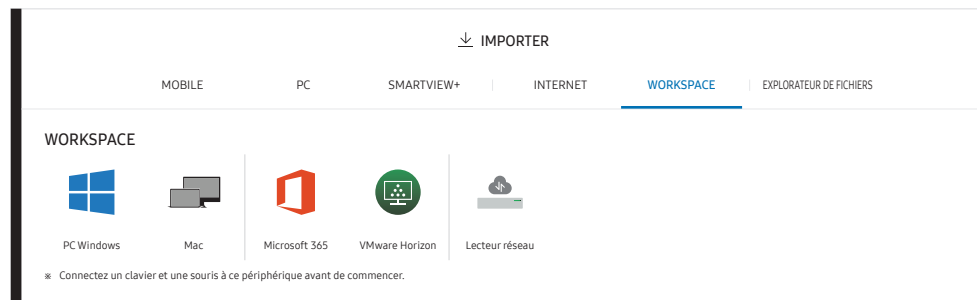 IMPORTER
MOBILE PC SMARTVIEW+ INTERNET WORKSPACE EXPLORATEUR DE FICHIERS
WORKSPACE
PC Windows Mac Microsoft 365 VMware Horizon Lecteur réseau
※ Connectez un clavier et une souris à ce périphérique avant de commencer.